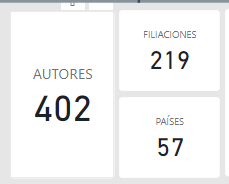 AUTORES
402
FILIACIONES
219
PAÍSES
57